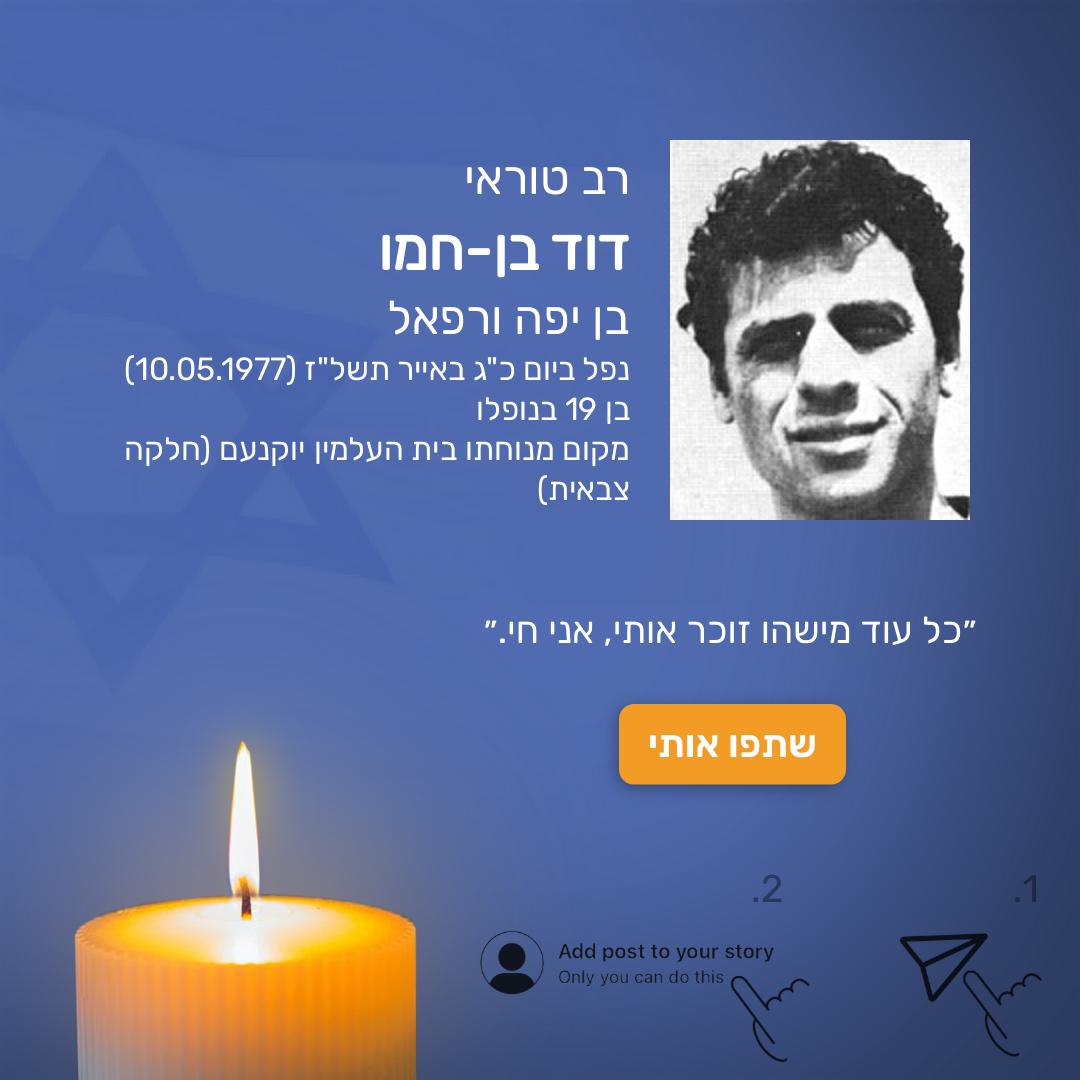 רב טוראי
דוד בן-חמו
בן יפה ורפאל
נפל ביום כ"ג באייר תשל"ז (10.05.1977)
בן 19 בנופלו
מקום מנוחתו בית העלמין יוקנעם (חלקה
צבאית)
״כל עוד מישהו זוכר אותי, אני חי.״
שתפו אותי
1.
2.
Add post to your story
Only you can do this